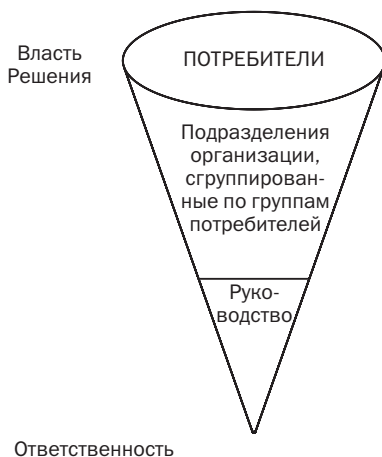 Власть
Решения
ПОТРЕБИТЕЛИ
Подразделения
организации,
сгруппирован-
ные по группам
потребителей
Руко-
водство
Ответственность